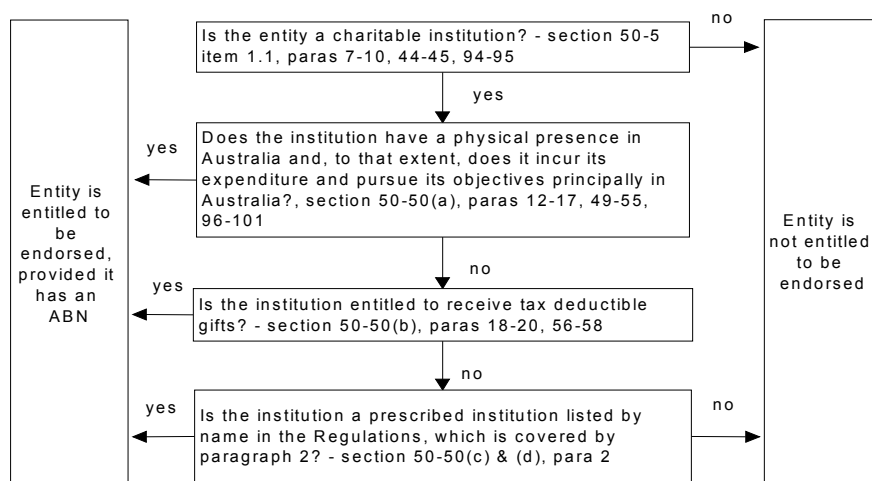 Is the entity a charitable institution? - section 50-5
item 1.1, paras 7-10, 44-45, 94-95
no
yes
Does the institution have a physical presence in
Australia and, to that extent, does it incur its
expenditure and pursue its objectives principally in
Australia?, section 50-50(a), paras 12-17, 49-55,
96-101
yes
Entity is
entitled to
be
endorsed,
provided it
has an
ABN
Entity is
not entitled
to be
endorsed
no
yes
Is the institution entitled to receive tax deductible
gifts? - section 50-50(b), paras 18-20, 56-58
no
yes
Is the institution a prescribed institution listed by
name in the Regulations, which is covered by
paragraph 2? - section 50-50(c) & (d), para 2
no